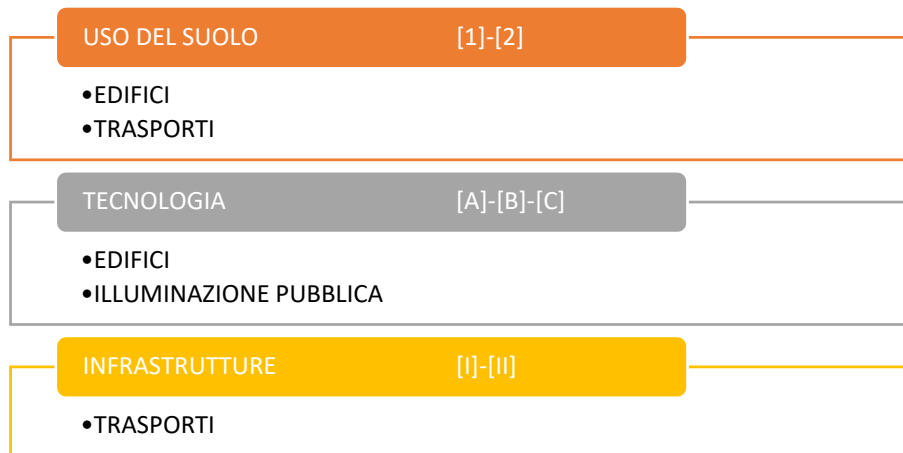 USO DEL SUOLO [1]-[2]
•EDIFICI
•TRASPORTI
TECNOLOGIA [A]-[B]-[C]
•EDIFICI
•ILLUMINAZIONE PUBBLICA
INFRASTRUTTURE [I]-[II]
•TRASPORTI